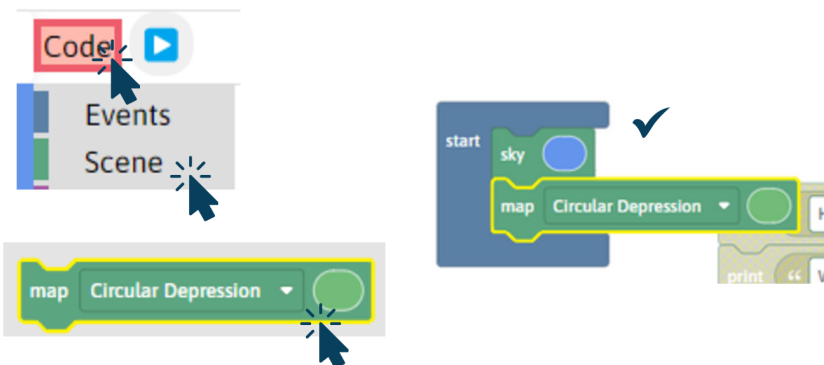 Code
Events
Scene
map Circular Depression
start
sky
map Circular Depression
print “